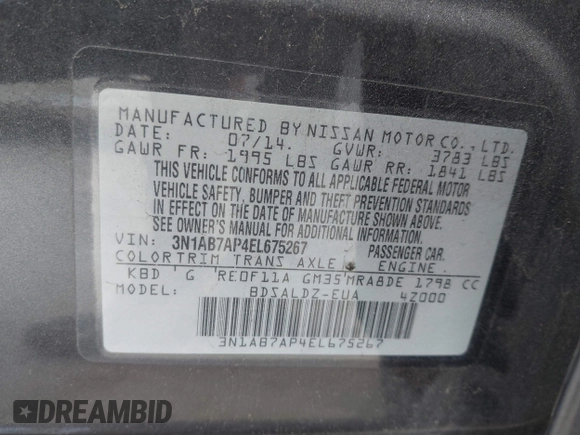 MANUFACTURED BY NISSAN MOTOR CO., LTD.
DATE: 07/14. GVWR: 3783 LBS
GAWR FR: 1995 LBS GAWR RR: 1841 LBS
THIS VEHICLE CONFORMS TO ALL APPLICABLE FEDERAL MOTOR
VEHICLE SAFETY, BUMPER AND THEFT PREVENTION STANDARDS
IN EFFECT ON THE DATE OF MANUFACTURE SHOWN ABOVE.
SEE OWNER'S MANUAL FOR ADDITIONAL INFORMATION.
VIN: 3N1AB7AP4EL675267 PASSENGER CAR.
COLOR TRIM TRANS AXLE ENGINE
KBD G RE0F11A GM35 MRA8DE 1798 CC
MODEL: BDSALDZ-EUA 4Z000
3N1AB7AP4EL675267
DREAMBID